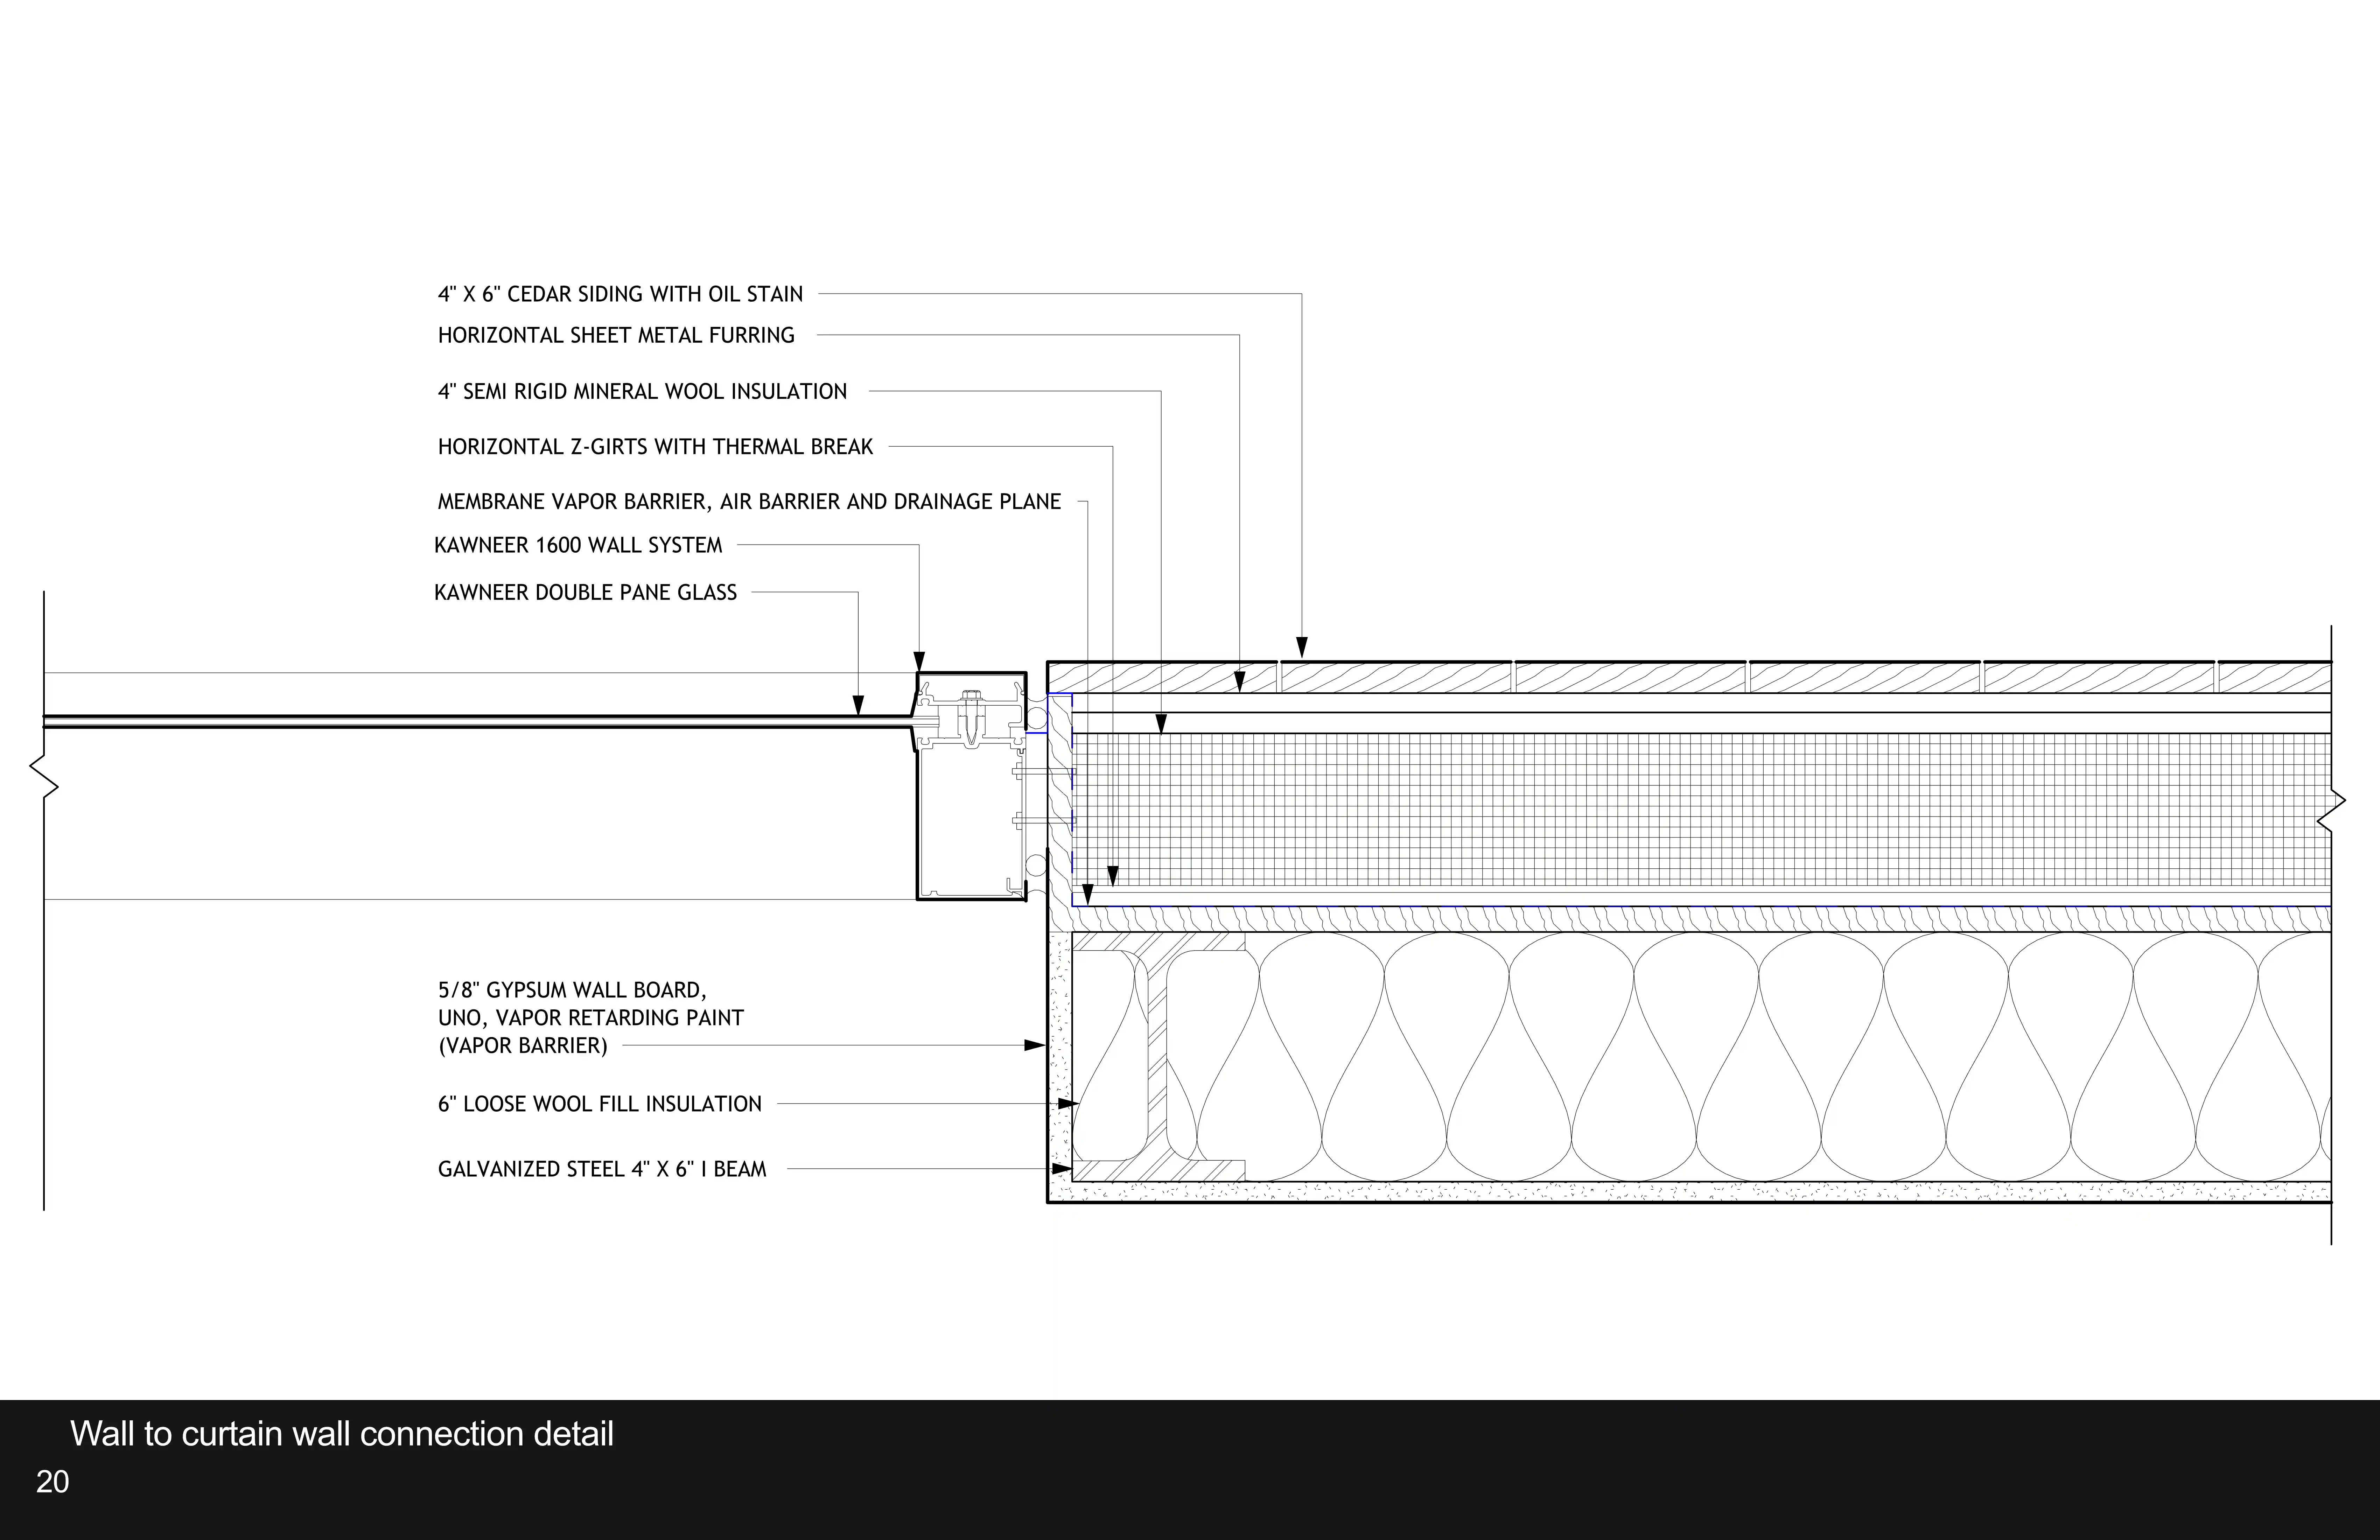 4" X 6" CEDAR SIDING WITH OIL STAIN
HORIZONTAL SHEET METAL FURRING
4" SEMI RIGID MINERAL WOOL INSULATION
HORIZONTAL Z-GIRTS WITH THERMAL BREAK
MEMBRANE VAPOR BARRIER, AIR BARRIER AND DRAINAGE PLANE
KAWNEER 1600 WALL SYSTEM
KAWNEER DOUBLE PANE GLASS
5/8" GYPSUM WALL BOARD,
UNO, VAPOR RETARDING PAINT
(VAPOR BARRIER)
6" LOOSE WOOL FILL INSULATION
GALVANIZED STEEL 4" X 6" I BEAM
Wall to curtain wall connection detail
20